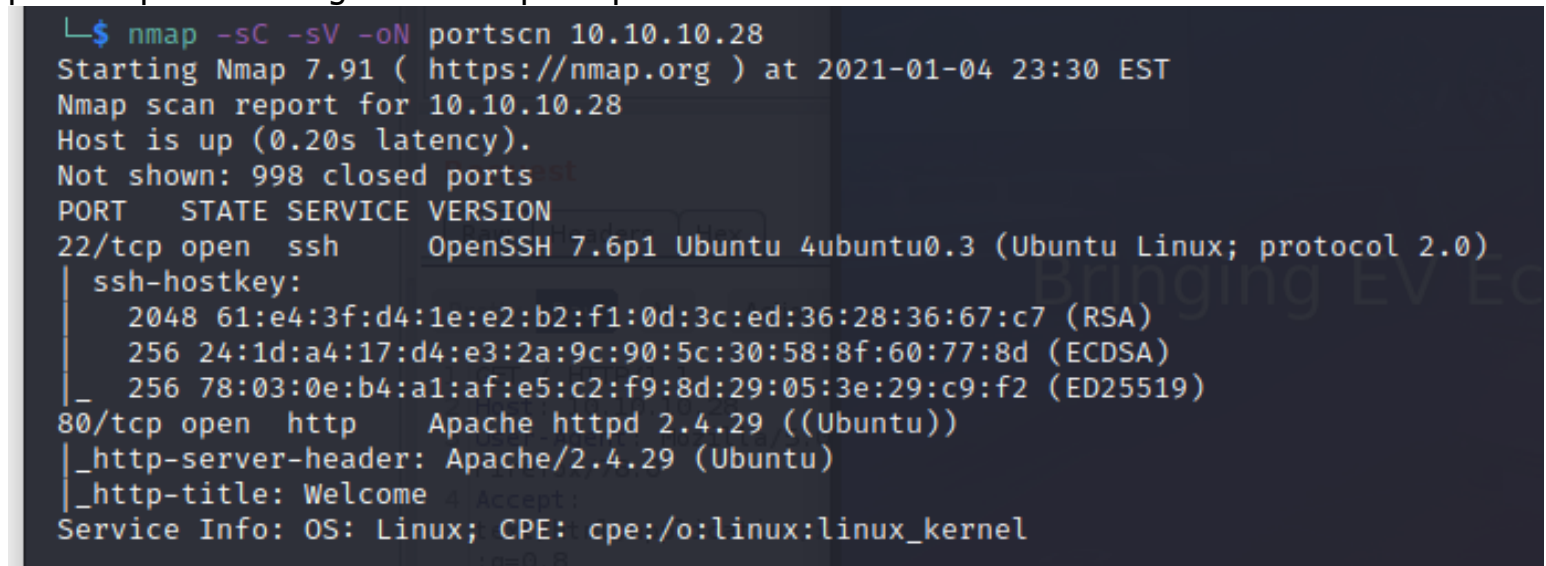 └─$ nmap -sC -sV -oN portscn 10.10.10.28
Starting Nmap 7.91 ( https://nmap.org ) at 2021-01-04 23:30 EST
Nmap scan report for 10.10.10.28
Host is up (0.20s latency).
Not shown: 998 closed ports
PORT   STATE SERVICE VERSION
22/tcp open  ssh     OpenSSH 7.6p1 Ubuntu 4ubuntu0.3 (Ubuntu Linux; protocol 2.0)
| ssh-hostkey:
|   2048 61:e4:3f:d4:1e:e2:b2:f1:0d:3c:ed:36:28:36:67:c7 (RSA)
|   256 24:1d:a4:17:d4:e3:2a:9c:90:5c:30:58:8f:60:77:8d (ECDSA)
|_  256 78:03:0e:b4:a1:af:e5:c2:f9:8d:29:05:3e:29:c9:f2 (ED25519)
80/tcp open  http    Apache httpd 2.4.29 ((Ubuntu))
|_http-server-header: Apache/2.4.29 (Ubuntu)
|_http-title: Welcome
Service Info: OS: Linux; CPE: cpe:/o:linux:linux_kernel
Bringing EV